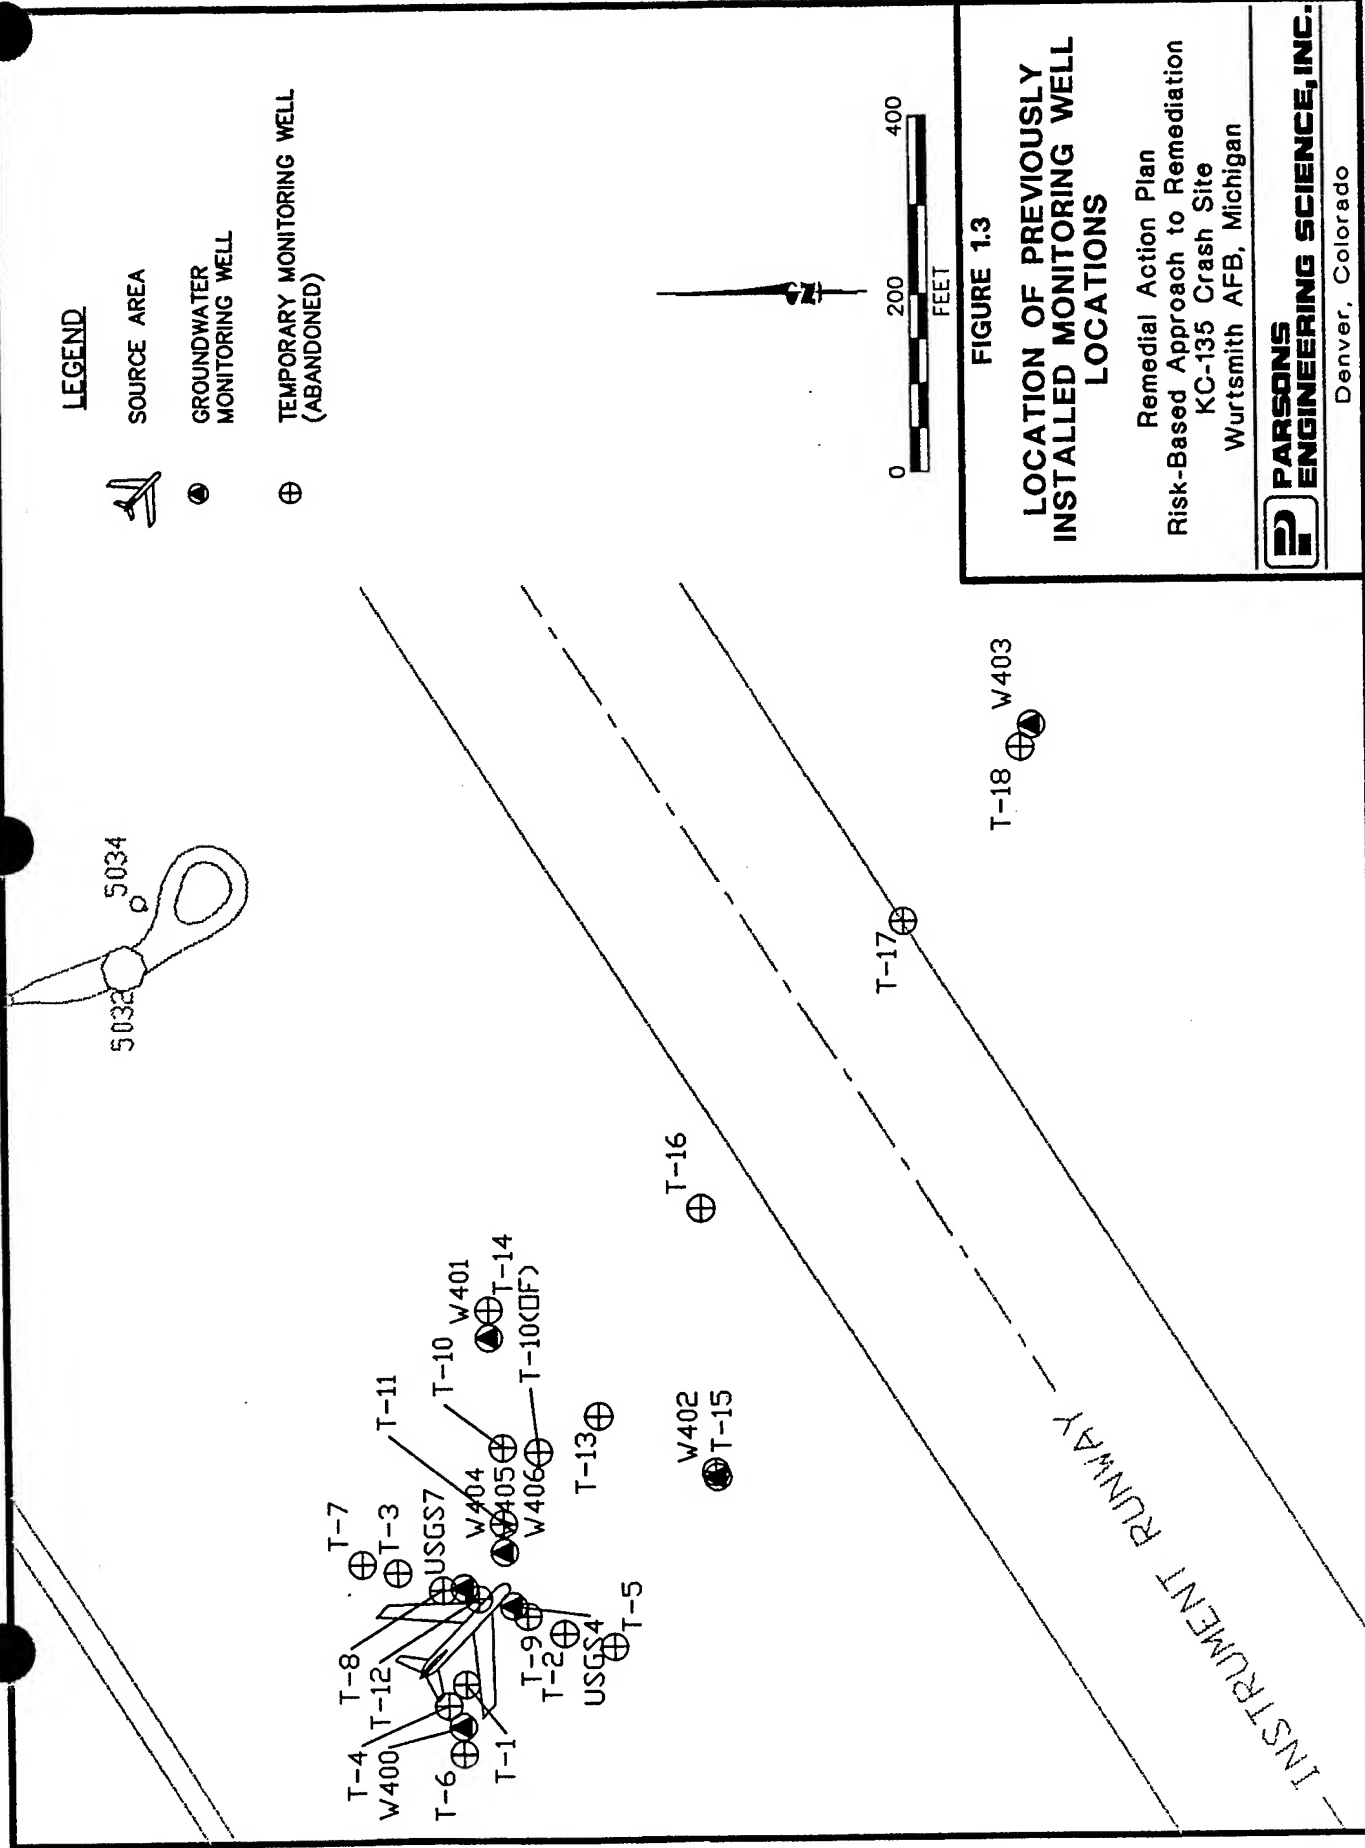 LEGEND
SOURCE AREA
GROUNDWATER
MONITORING WELL
TEMPORARY MONITORING WELL
(ABANDONED)
5032
5034
T-7
T-3
USGS7
T-8
T-12
T-4
W400
T-6
T-1
T-11
T-10
W401
T-14
T-10(OF)
W404
W405
W406
T-13
T-9
T-2
USGS4
T-5
W402
T-15
T-16
T-17
T-18
W403
INSTRUMENT RUNWAY
N
0 200 400
FEET
FIGURE 1.3
LOCATION OF PREVIOUSLY
INSTALLED MONITORING WELL
LOCATIONS
Remedial Action Plan
Risk-Based Approach to Remediation
KC-135 Crash Site
Wurtsmith AFB, Michigan
PARSONS
ENGINEERING SCIENCE, INC.
Denver, Colorado